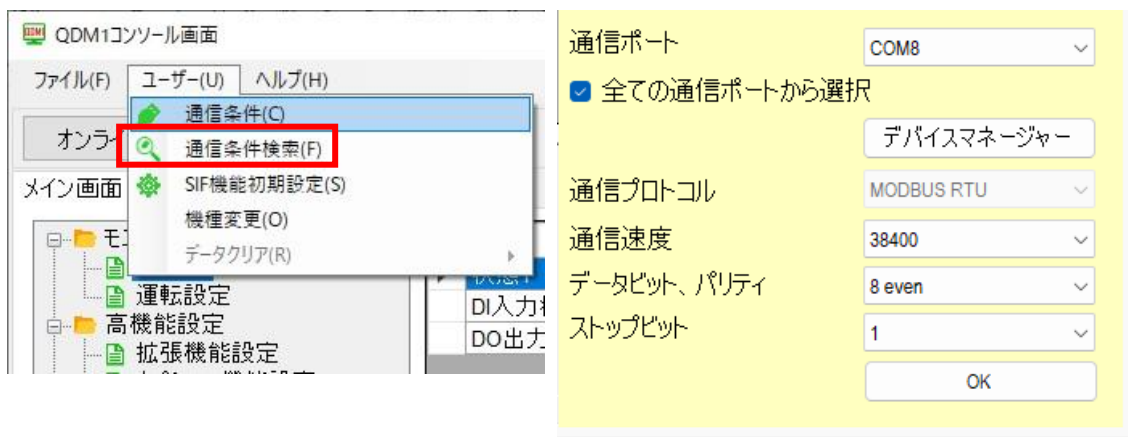 QDM1コンソール画面
ファイル(F) ユーザー(U) ヘルプ(H)
通信条件(C)
オンラ
通信条件検索(F)
メイン画面
SIF機能初期設定(S)
機種変更(O)
データクリア(R)
運転設定
DI入力
高機能設定
DO出力
拡張機能設定
通信ポート
COM8
全ての通信ポートから選択
デバイスマネージャー
通信プロトコル
MODBUS RTU
通信速度
38400
データビット、パリティ
8 even
ストップビット
1
OK